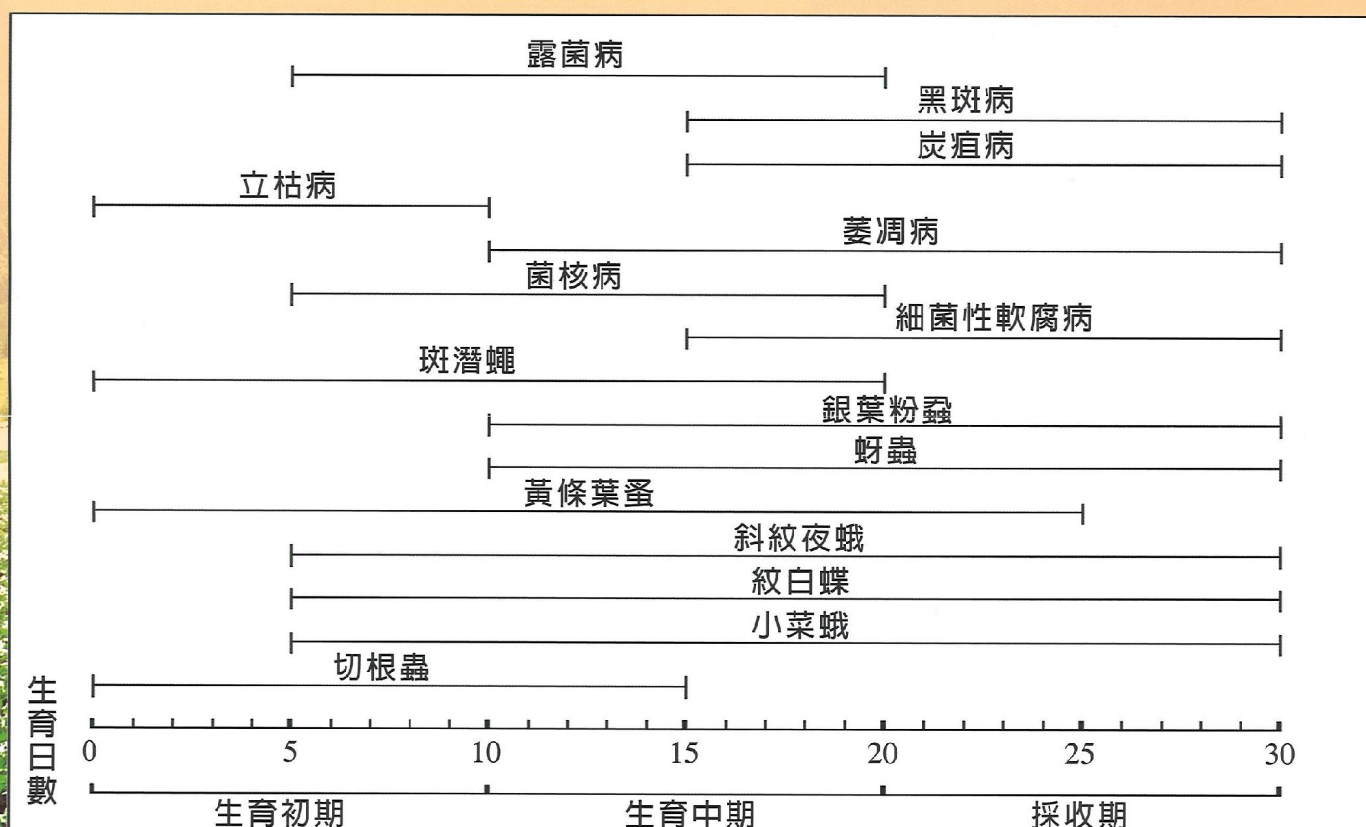 露菌病
黑斑病
炭疽病
立枯病
萎凋病
菌核病
細菌性軟腐病
斑潛蠅
銀葉粉蝨
蚜蟲
黃條葉蚤
斜紋夜蛾
紋白蝶
小菜蛾
切根蟲
生育日數
0 5 10 15 20 25 30
生育初期 生育中期 採收期